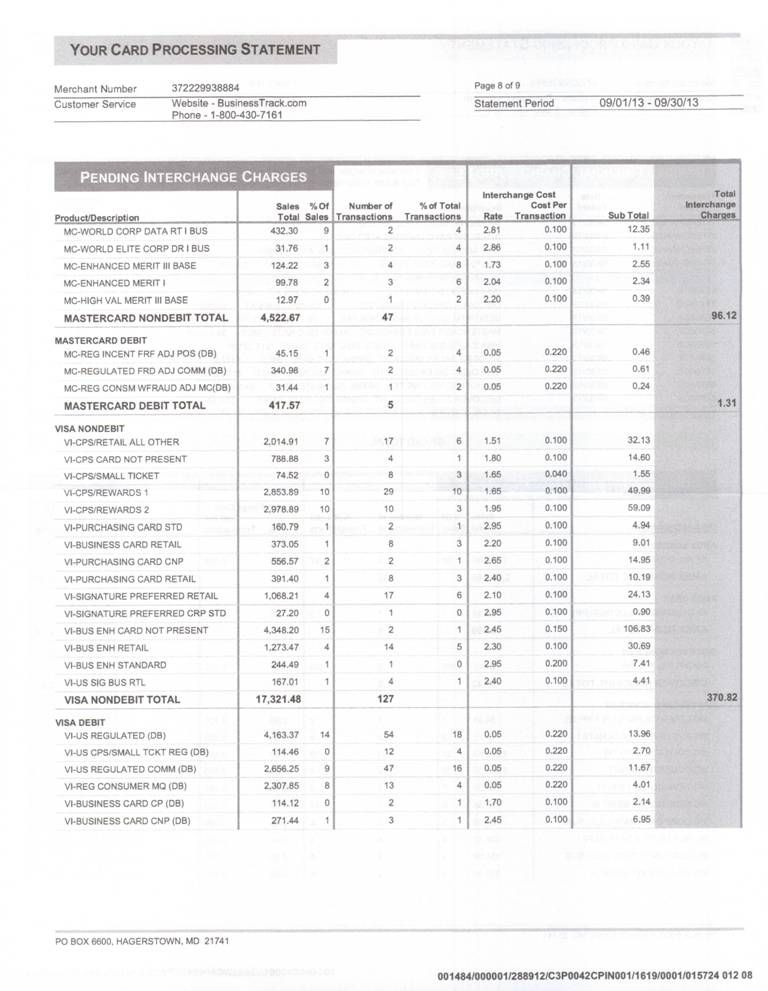 YOUR CARD PROCESSING STATEMENT
Merchant Number 372229938884 Page 8 of 9
Customer Service Website - BusinessTrack.com Statement Period 09/01/13 - 09/30/13
Phone - 1-800-430-7161
PENDING INTERCHANGE CHARGES
Interchange Cost Total
Sales % Of Number of % of Total Cost Per Interchange
Product/Description Total Sales Transactions Transactions Rate Transaction Sub Total Charges
MC-WORLD CORP DATA RT I BUS 432.30 9 2 4 2.81 0.100 12.35
MC-WORLD ELITE CORP DR I BUS 31.76 1 2 4 2.86 0.100 1.11
MC-ENHANCED MERIT III BASE 124.22 3 4 8 1.73 0.100 2.55
MC-ENHANCED MERIT I 99.78 2 3 6 2.04 0.100 2.34
MC-HIGH VAL MERIT III BASE 12.97 0 1 2 2.20 0.100 0.39
MASTERCARD NONDEBIT TOTAL 4,522.67 47 96.12
MASTERCARD DEBIT
MC-REG INCENT FRF ADJ POS (DB) 45.15 1 2 4 0.05 0.220 0.46
MC-REGULATED FRD ADJ COMM (DB) 340.98 7 2 4 0.05 0.220 0.61
MC-REG CONSM WFRAUD ADJ MC(DB) 31.44 1 1 2 0.05 0.220 0.24
MASTERCARD DEBIT TOTAL 417.57 5 1.31
VISA NONDEBIT
VI-CPS/RETAIL ALL OTHER 2,014.91 7 17 6 1.51 0.100 32.13
VI-CPS CARD NOT PRESENT 788.88 3 4 1 1.80 0.100 14.60
VI-CPS/SMALL TICKET 74.52 0 8 3 1.65 0.040 1.55
VI-CPS/REWARDS 1 2,853.89 10 29 10 1.65 0.100 49.99
VI-CPS/REWARDS 2 2,978.89 10 10 3 1.95 0.100 59.09
VI-PURCHASING CARD STD 160.79 1 2 1 2.95 0.100 4.94
VI-BUSINESS CARD RETAIL 373.05 1 8 3 2.20 0.100 9.01
VI-PURCHASING CARD CNP 556.57 2 2 1 2.65 0.100 14.95
VI-PURCHASING CARD RETAIL 391.40 1 8 3 2.40 0.100 10.19
VI-SIGNATURE PREFERRED RETAIL 1,068.21 4 17 6 2.10 0.100 24.13
VI-SIGNATURE PREFERRED CRP STD 27.20 0 1 0 2.95 0.100 0.90
VI-BUS ENH CARD NOT PRESENT 4,348.20 15 2 1 2.45 0.150 106.83
VI-BUS ENH RETAIL 1,273.47 4 14 5 2.30 0.100 30.69
VI-BUS ENH STANDARD 244.49 1 1 0 2.95 0.200 7.41
VI-US SIG BUS RTL 167.01 1 4 1 2.40 0.100 4.41
VISA NONDEBIT TOTAL 17,321.48 127 370.82
VISA DEBIT
VI-US REGULATED (DB) 4,163.37 14 54 18 0.05 0.220 13.96
VI-US CPS/SMALL TCKT REG (DB) 114.46 0 12 4 0.05 0.220 2.70
VI-US REGULATED COMM (DB) 2,656.25 9 47 16 0.05 0.220 11.67
VI-REG CONSUMER MQ (DB) 2,307.85 8 13 4 0.05 0.220 4.01
VI-BUSINESS CARD CP (DB) 114.12 0 2 1 1.70 0.100 2.14
VI-BUSINESS CARD CNP (DB) 271.44 1 3 1 2.45 0.100 6.95
PO BOX 6600, HAGERSTOWN, MD 21741
001484/000001/288912/C3P0042CPIN001/1619/0001/015724 012 08